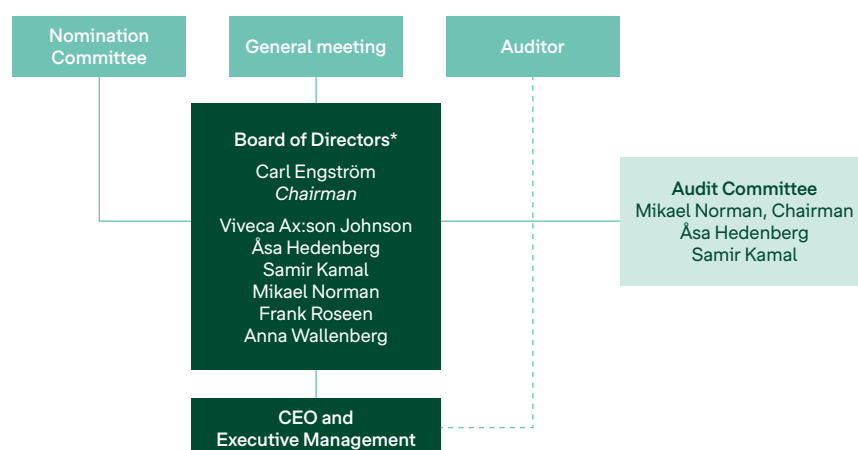 Nomination
Committee
General meeting
Auditor
Board of Directors*
Carl Engström
Chairman
Viveca Ax:son Johnson
Åsa Hedenberg
Samir Kamal
Mikael Norman
Frank Roseen
Anna Wallenberg
Audit Committee
Mikael Norman, Chairman
Åsa Hedenberg
Samir Kamal
CEO and
Executive Management